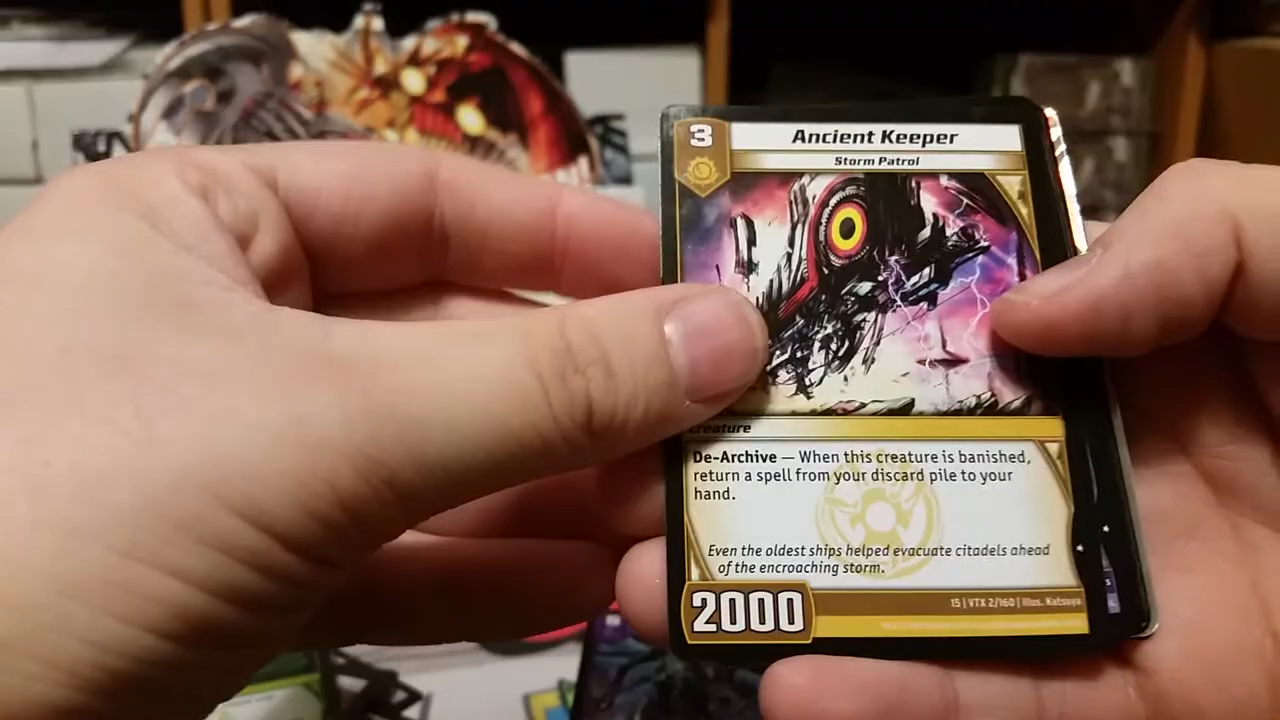 3
Ancient Keeper
Storm Patrol
Creature
De-Archive — When this creature is banished,
return a spell from your discard pile to your
hand.
Even the oldest ships helped evacuate citadels ahead
of the encroaching storm.
2000
15 | VTX 2/160 | Illus. Katsuya